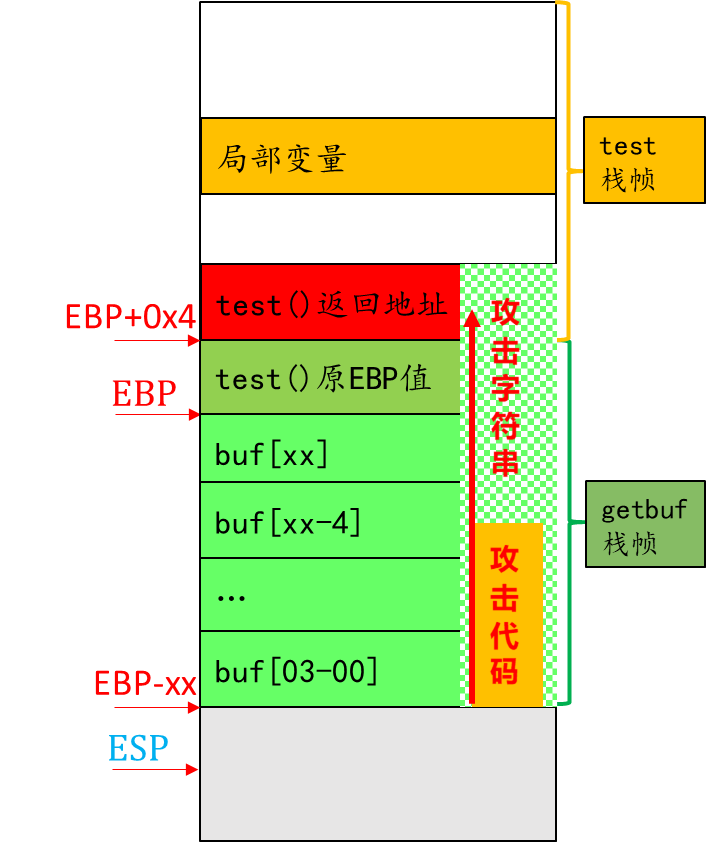 局部变量
test
栈帧
test()返回地址
EBP+0x4
test()原EBP值
EBP
攻击字符串
buf[xx]
buf[xx-4]
getbuf
栈帧
...
攻击代码
buf[03-00]
EBP-xx
ESP